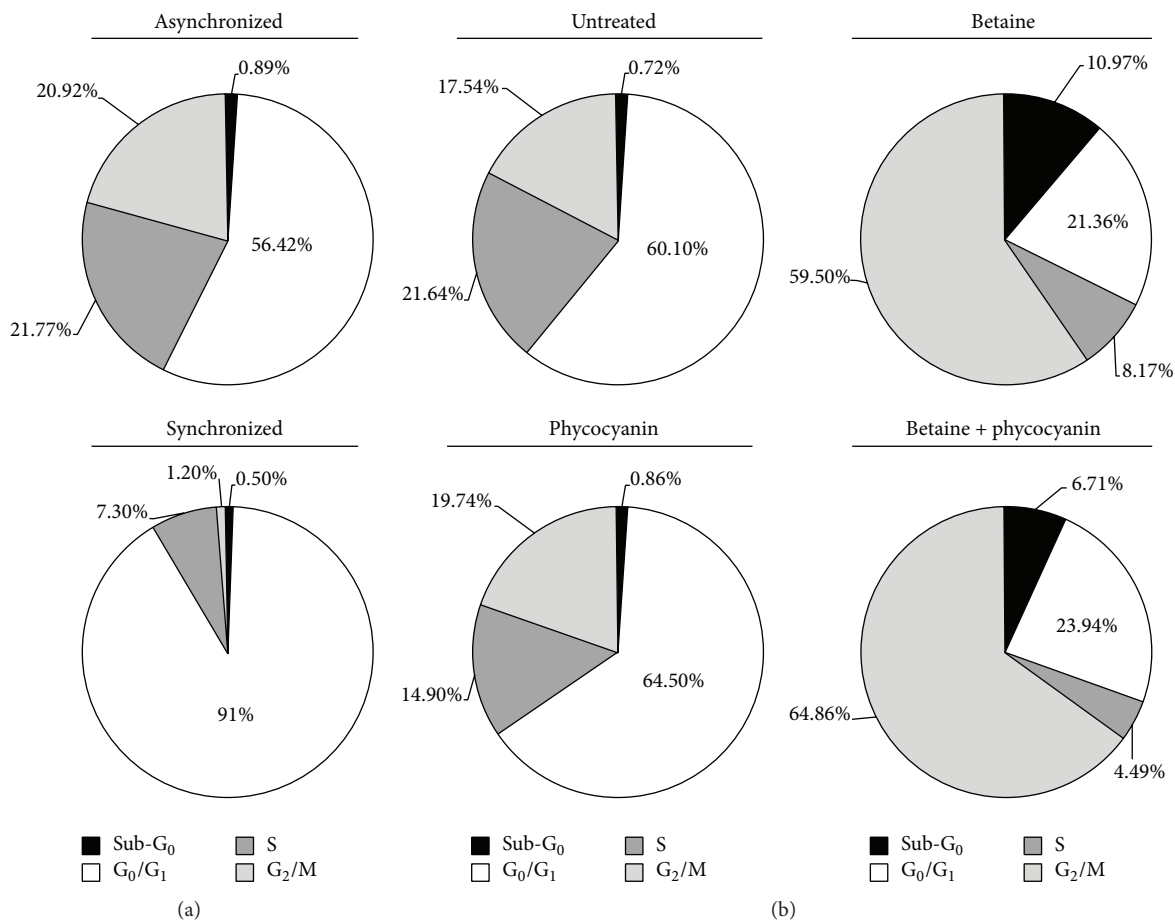 Asynchronized
0.89%
20.92%
56.42%
21.77%
Synchronized
1.20%
0.50%
7.30%
91%
Sub-G0
S
G0/G1
G2/M
(a)
Untreated
0.72%
17.54%
60.10%
21.64%
Betaine
10.97%
21.36%
59.50%
8.17%
Phycocyanin
0.86%
19.74%
64.50%
14.90%
Betaine + phycocyanin
6.71%
23.94%
64.86%
4.49%
Sub-G0
S
G0/G1
G2/M
Sub-G0
S
G0/G1
G2/M
(b)